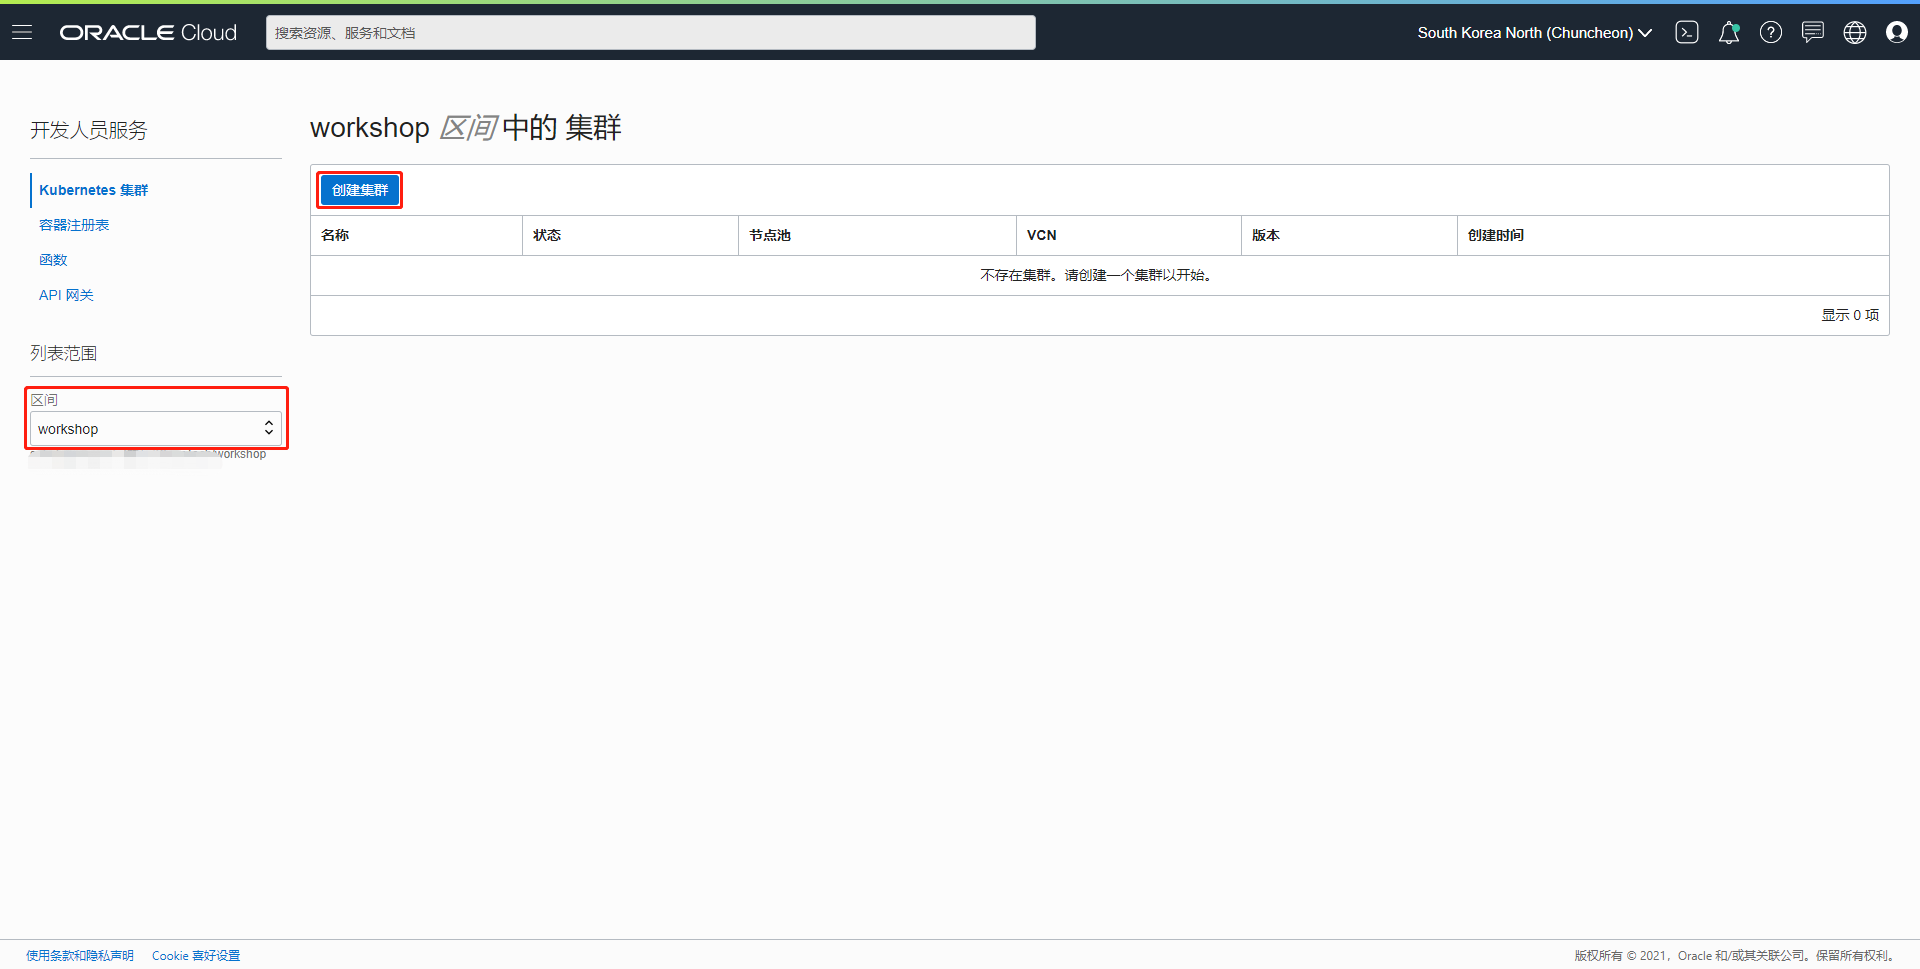 ORACLE Cloud
搜索资源、服务和文档
South Korea North (Chuncheon)
开发人员服务
Kubernetes 集群
容器注册表
函数
API 网关
列表范围
区间
workshop
workshop
workshop 区间 中的 集群
创建集群
名称 状态 节点池 VCN 版本 创建时间
不存在集群。请创建一个集群以开始。
显示 0 项
使用条款和隐私声明 Cookie 喜好设置
版权所有 © 2021，Oracle 和/或其关联公司。保留所有权利。